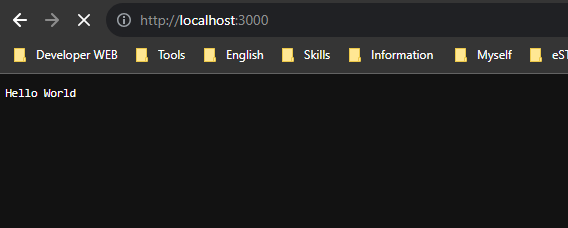 http://localhost:3000
Developer WEB Tools English Skills Information Myself eST
Hello World